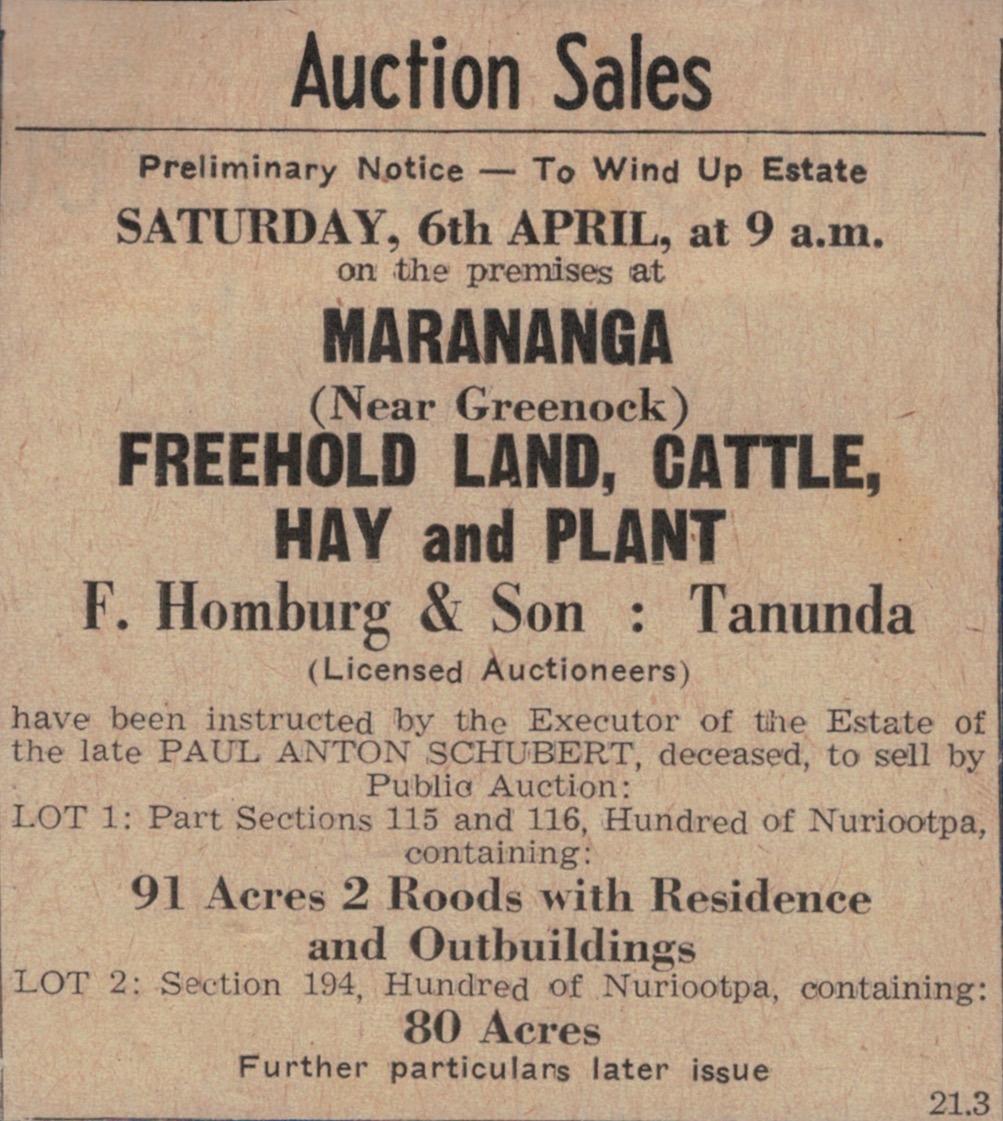 Auction Sales
Preliminary Notice — To Wind Up Estate
SATURDAY, 6th APRIL, at 9 a.m.
on the premises at
MARANANGA
(Near Greenock)
FREEHOLD LAND, CATTLE,
HAY and PLANT
F. Homburg & Son : Tanunda
(Licensed Auctioneers)
have been instructed by the Executor of the Estate of
the late PAUL ANTON SCHUBERT, deceased, to sell by
Public Auction:
LOT 1: Part Sections 115 and 116, Hundred of Nuriootpa,
containing:
91 Acres 2 Roods with Residence
and Outbuildings
LOT 2: Section 194, Hundred of Nuriootpa, containing:
80 Acres
Further particulars later issue
21.3